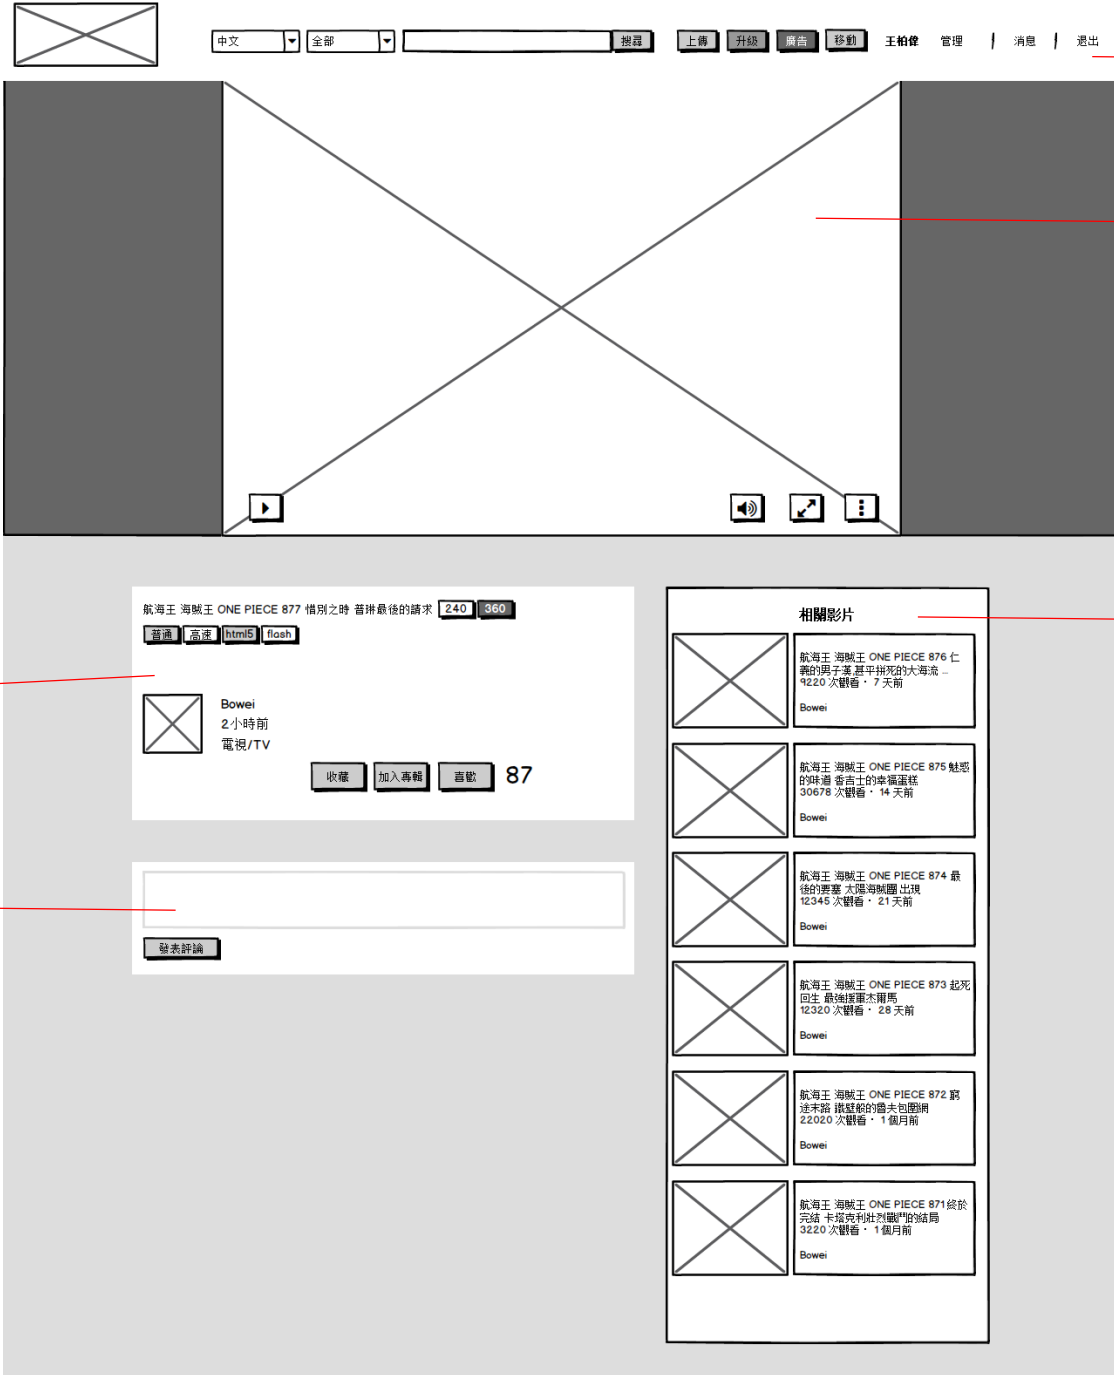 中文 全部 搜尋 上傳 升級 廣告 移動 王柏偉 管理 | 消息 | 退出
航海王 海賊王 ONE PIECE 877 惜別之時 普琳最後的請求 240 360
普通 高速 html5 flash
Bowei
2小時前
電視/TV
收藏 加入專輯 喜歡 87
發表評論
相關影片
航海王 海賊王 ONE PIECE 876 仁
義的男子漢,甚平拼死的大海流 ...
9220 次觀看・ 7 天前
Bowei
航海王 海賊王 ONE PIECE 875 魅惑
的味道 香吉士的幸福蛋糕
30678 次觀看・ 14 天前
Bowei
航海王 海賊王 ONE PIECE 874 最
後的要塞 太陽海賊團 出現
12345 次觀看・ 21 天前
Bowei
航海王 海賊王 ONE PIECE 873 起死
回生 最強援軍杰爾馬
12320 次觀看・ 28 天前
Bowei
航海王 海賊王 ONE PIECE 872 窮
途末路 鐵壁般的魯夫包圍網
22020 次觀看・ 1 個月前
Bowei
航海王 海賊王 ONE PIECE 871 終於
完結 卡塔克利壯烈戰鬥的結局
3220 次觀看・ 1 個月前
Bowei